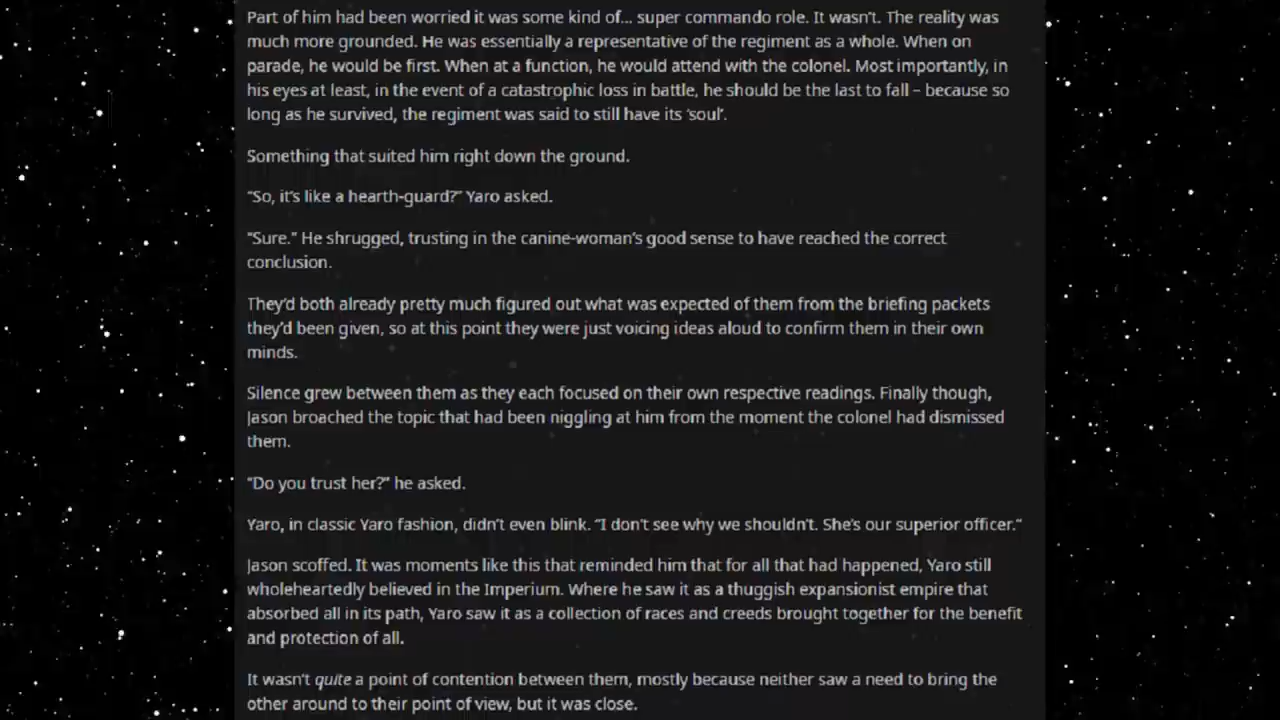 Part of him had been worried it was some kind of… super commando role. It wasn't. The reality was
much more grounded. He was essentially a representative of the regiment as a whole. When on
parade, he would be first. When at a function, he would attend with the colonel. Most importantly, in
his eyes at least, in the event of a catastrophic loss in battle, he should be the last to fall – because so
long as he survived, the regiment was said to still have its 'soul'.
Something that suited him right down the ground.
"So, it's like a hearth-guard?" Yaro asked.
"Sure." He shrugged, trusting in the canine-woman's good sense to have reached the correct
conclusion.
They'd both already pretty much figured out what was expected of them from the briefing packets
they'd been given, so at this point they were just voicing ideas aloud to confirm them in their own
minds.
Silence grew between them as they each focused on their own respective readings. Finally though,
Jason broached the topic that had been niggling at him from the moment the colonel had dismissed
them.
"Do you trust her?" he asked.
Yaro, in classic Yaro fashion, didn't even blink. "I don't see why we shouldn't. She's our superior officer."
Jason scoffed. It was moments like this that reminded him that for all that had happened, Yaro still
wholeheartedly believed in the Imperium. Where he saw it as a thuggish expansionist empire that
absorbed all in its path, Yaro saw it as a collection of races and creeds brought together for the benefit
and protection of all.
It wasn't quite a point of contention between them, mostly because neither saw a need to bring the
other around to their point of view, but it was close.